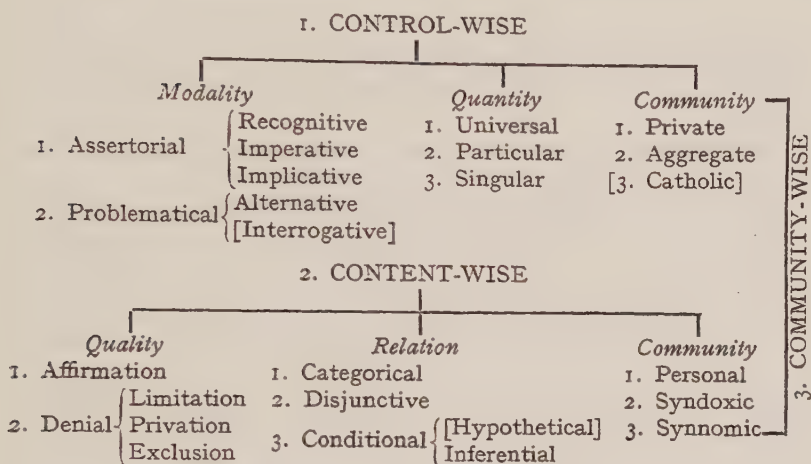 1. CONTROL-WISE
Modality Quantity Community
1. Assertorial { Recognitive
Imperative
Implicative
2. Problematical { Alternative
[Interrogative]
1. Universal
2. Particular
3. Singular
1. Private
2. Aggregate
[3. Catholic]
2. CONTENT-WISE
Quality Relation Community
1. Affirmation
2. Denial { Limitation
Privation
Exclusion
1. Categorical
2. Disjunctive
3. Conditional { [Hypothetical]
Inferential
1. Personal
2. Syndoxic
3. Synnomic
3. COMMUNITY-WISE